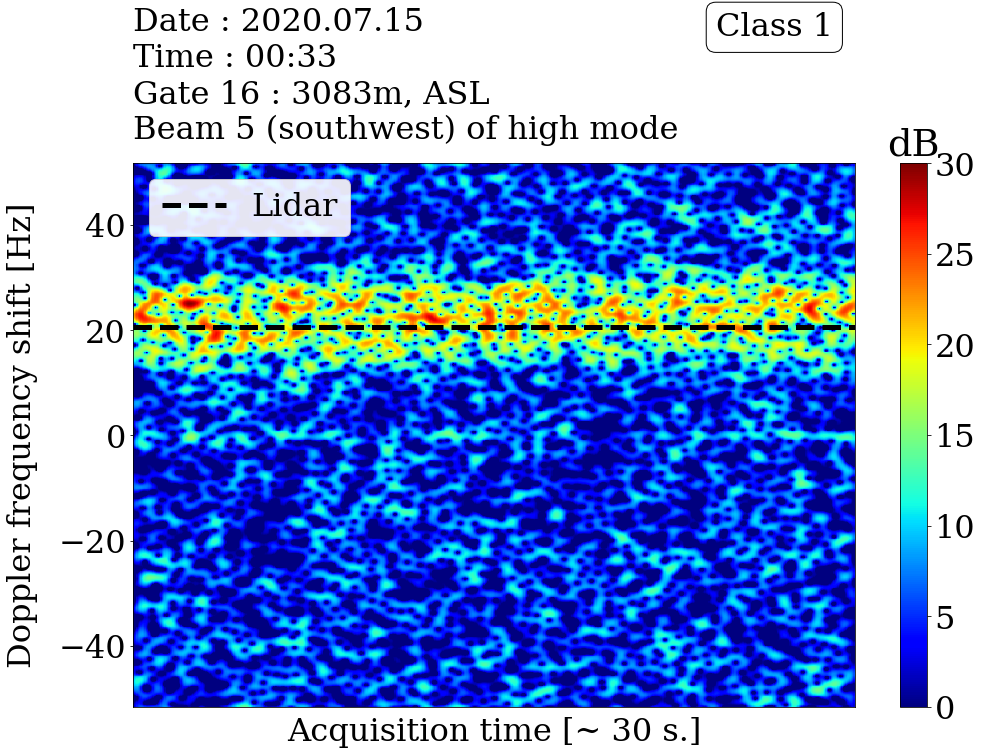 Date : 2020.07.15
Time : 00:33
Gate 16 : 3083m, ASL
Beam 5 (southwest) of high mode
Class 1
dB
Lidar
Doppler frequency shift [Hz]
40
20
0
−20
−40
Acquisition time [~ 30 s.]
30
25
20
15
10
5
0